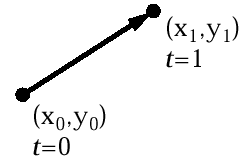 (x₁,y₁)
t=1
(x₀,y₀)
t=0